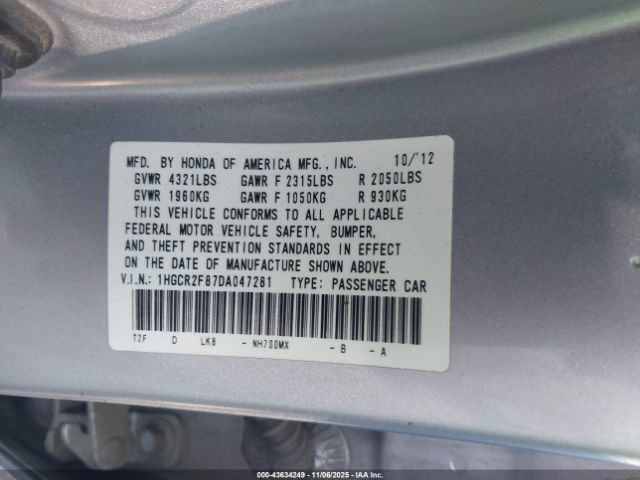 MFD. BY HONDA OF AMERICA MFG., INC. 10/'12
GVWR 4321LBS GAWR F 2315LBS R 2050LBS
GVWR 1960KG GAWR F 1050KG R 930KG
THIS VEHICLE CONFORMS TO ALL APPLICABLE
FEDERAL MOTOR VEHICLE SAFETY, BUMPER,
AND THEFT PREVENTION STANDARDS IN EFFECT
ON THE DATE OF MANUFACTURE SHOWN ABOVE.
V.I.N.: 1HGCR2F87DA047281 TYPE: PASSENGER CAR
T2F D LKB - NH700MX - B - A
000-43634249 - 11/06/2025 - IAA Inc.